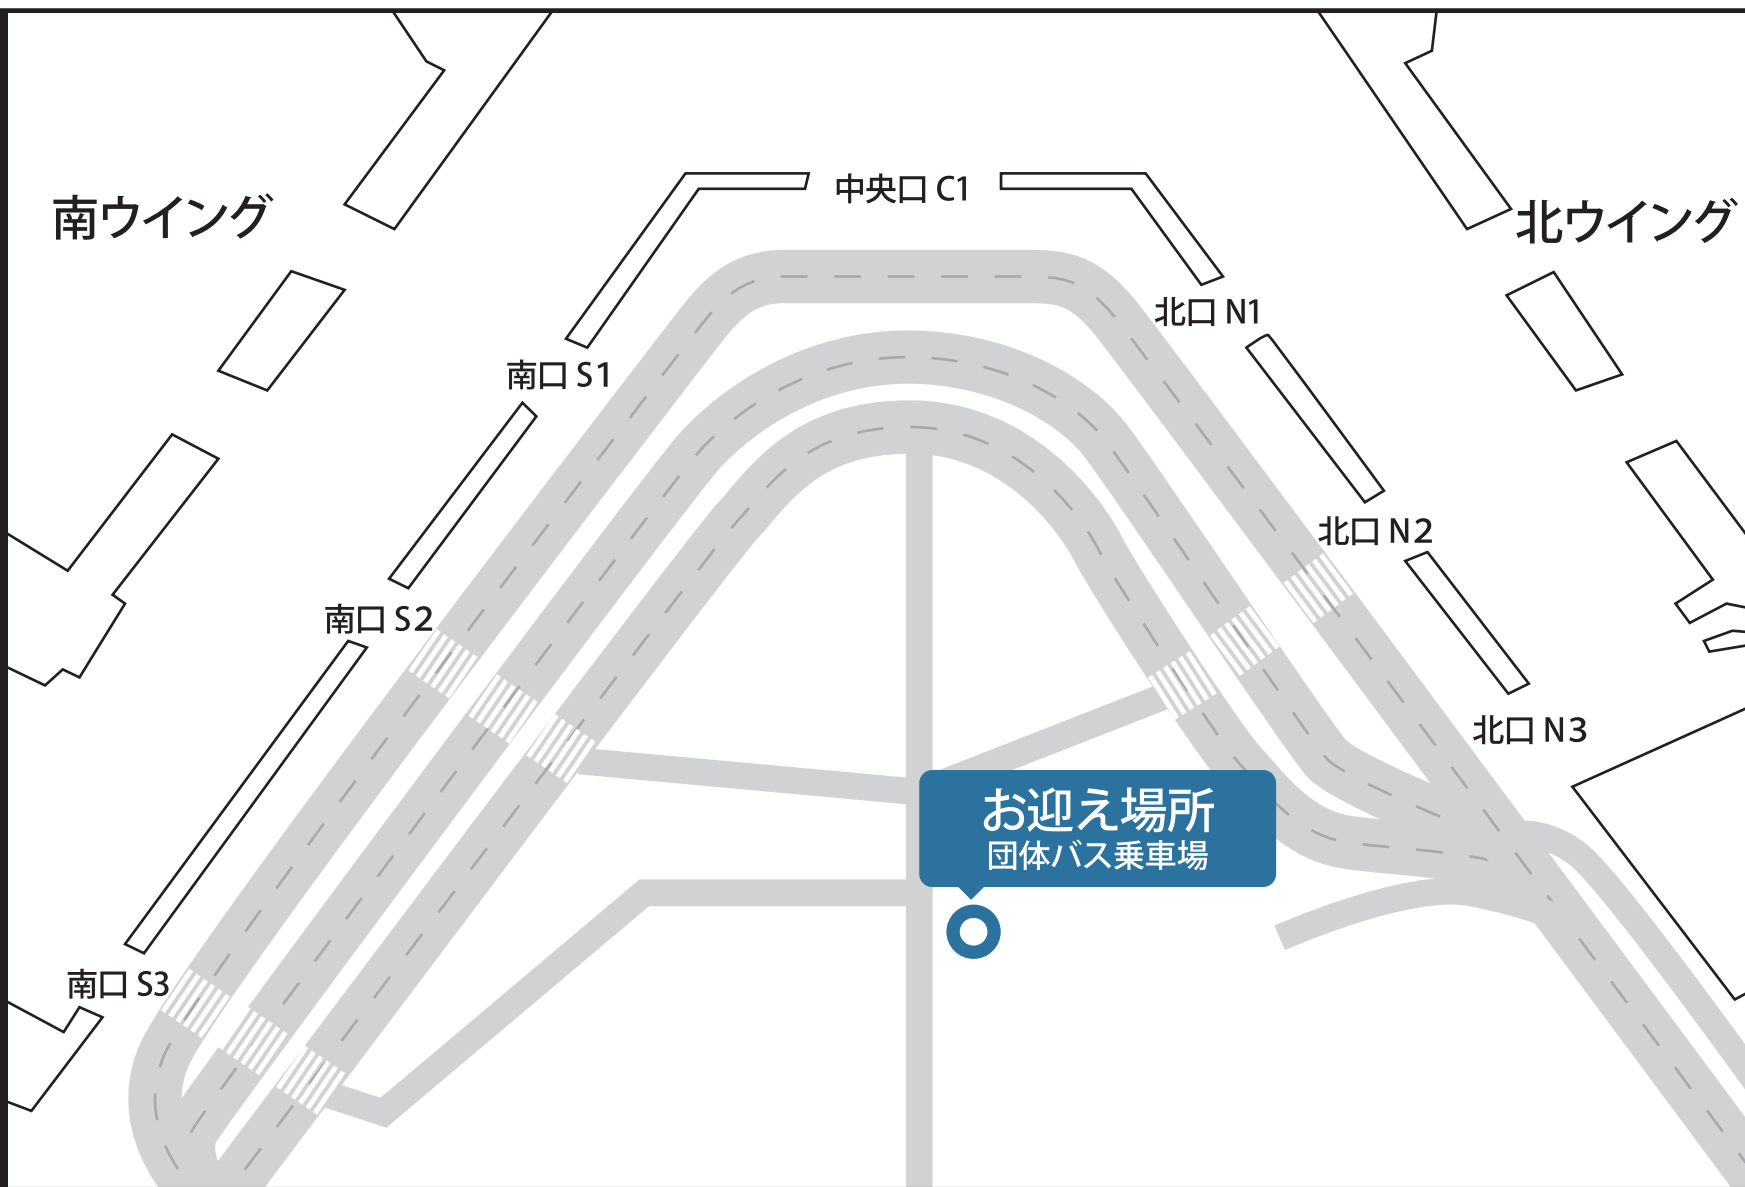 中央口 C1
南ウイング
北ウイング
北口 N1
南口 S1
北口 N2
南口 S2
北口 N3
お迎え場所
団体バス乗車場
南口 S3